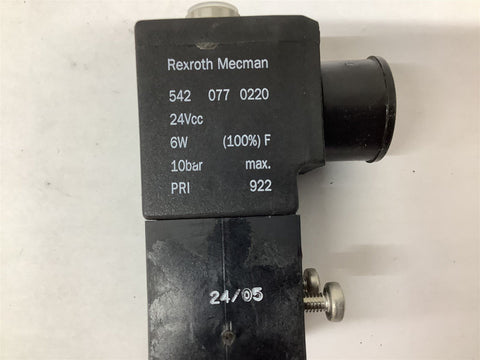 Rexroth Mecman
542 077 0220
24Vcc
6W (100%) F
10bar max.
PRI 922
24/05